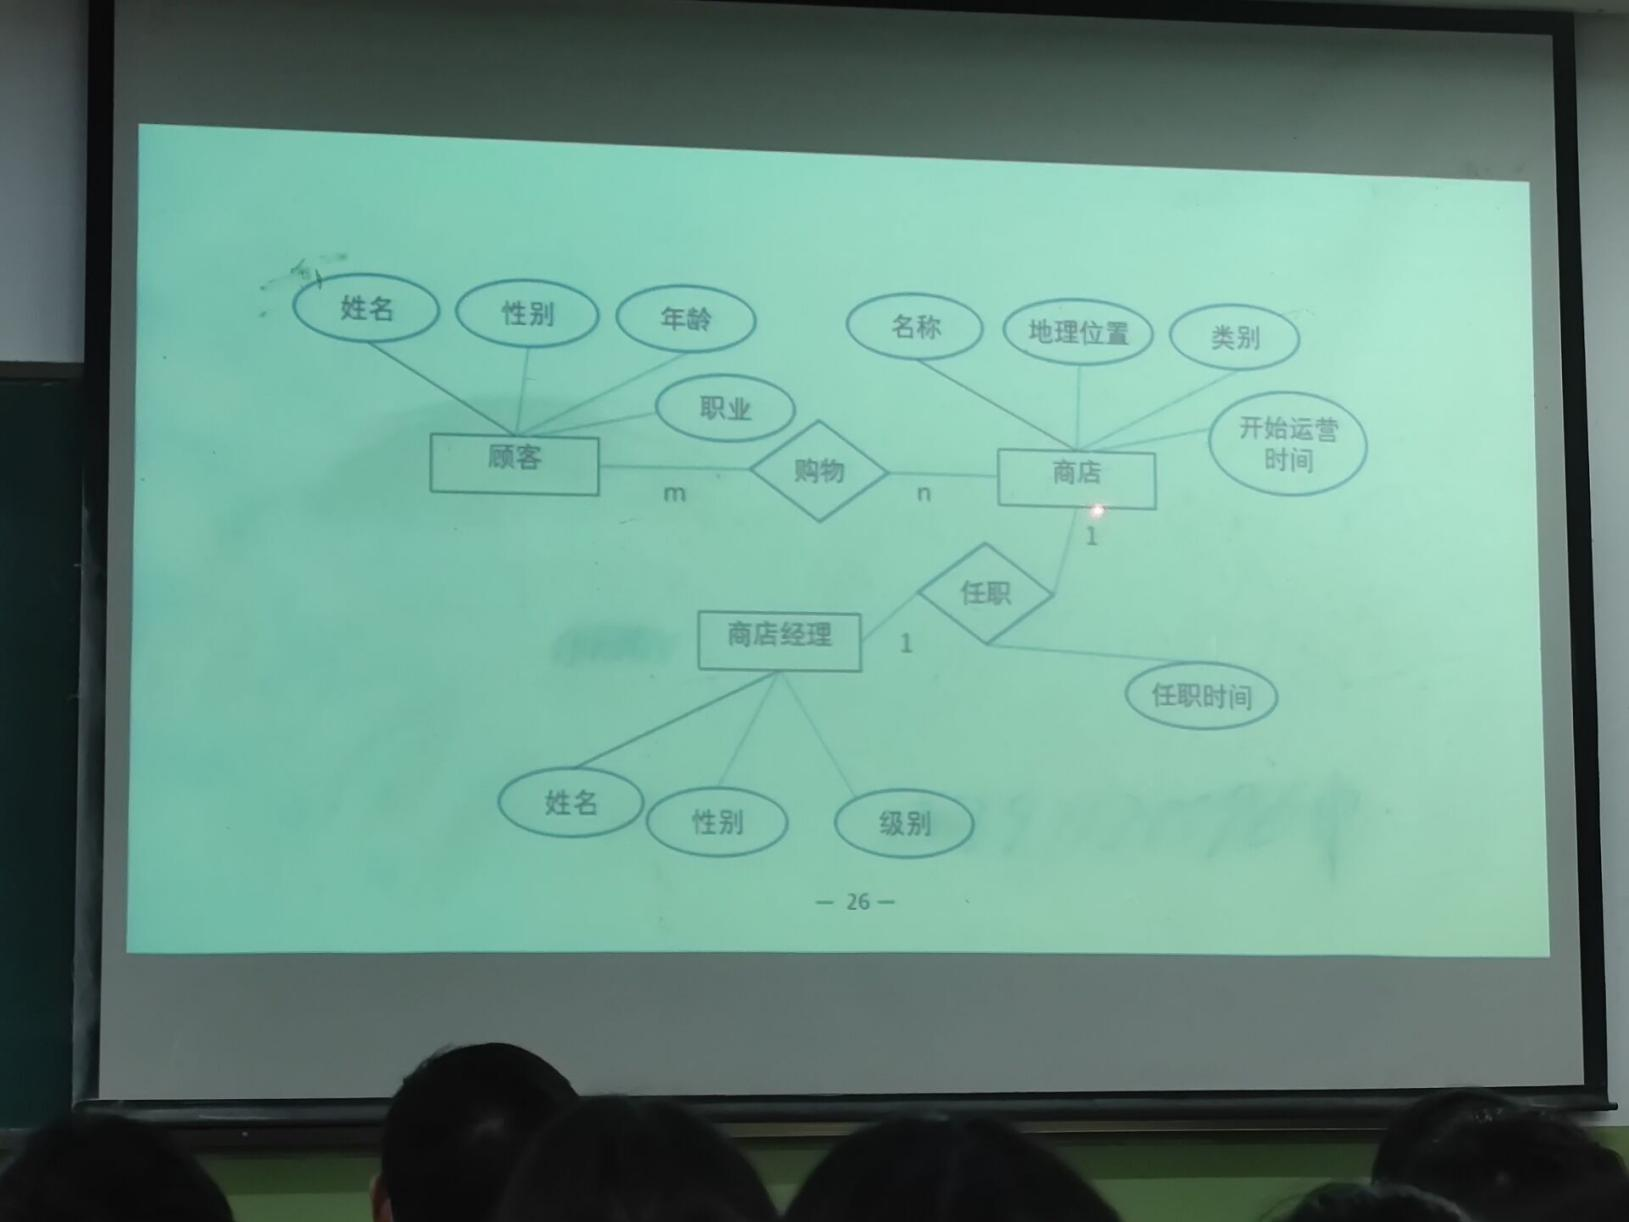 姓名
性别
年龄
名称
地理位置
类别
职业
开始运营
时间
顾客
购物
商店
m
n
1
任职
商店经理
1
任职时间
姓名
性别
级别
— 26 —